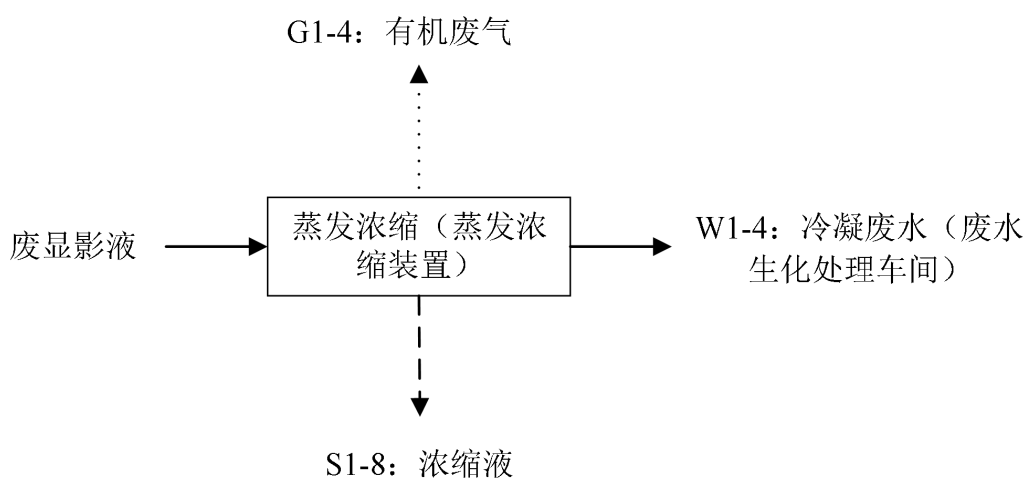 G1-4：有机废气
废显影液
蒸发浓缩（蒸发浓
缩装置）
W1-4：冷凝废水（废水
生化处理车间）
S1-8：浓缩液